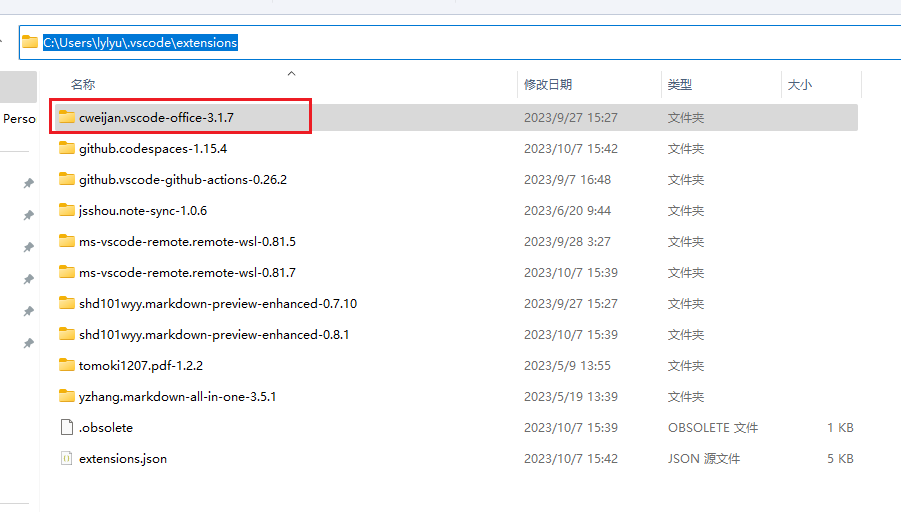 C:\Users\lylyu\.vscode\extensions
名称 修改日期 类型 大小
Perso
cweijan.vscode-office-3.1.7 2023/9/27 15:27 文件夹
github.codespaces-1.15.4 2023/10/7 15:42 文件夹
github.vscode-github-actions-0.26.2 2023/9/7 16:48 文件夹
jsshou.note-sync-1.0.6 2023/6/20 9:44 文件夹
ms-vscode-remote.remote-wsl-0.81.5 2023/9/28 3:27 文件夹
ms-vscode-remote.remote-wsl-0.81.7 2023/10/7 15:39 文件夹
shd101wyy.markdown-preview-enhanced-0.7.10 2023/9/27 15:27 文件夹
shd101wyy.markdown-preview-enhanced-0.8.1 2023/10/7 15:39 文件夹
tomoki1207.pdf-1.2.2 2023/5/9 13:55 文件夹
yzhang.markdown-all-in-one-3.5.1 2023/5/19 13:39 文件夹
.obsolete 2023/10/7 15:39 OBSOLETE 文件 1 KB
extensions.json 2023/10/7 15:42 JSON 源文件 5 KB